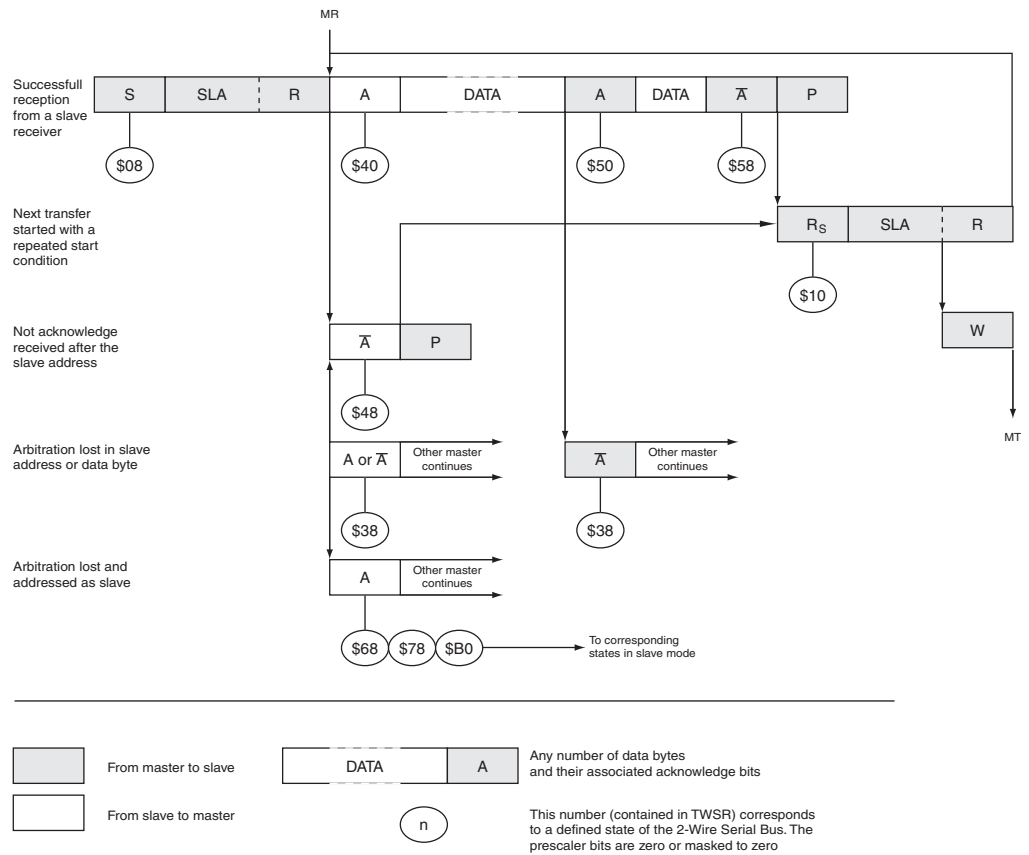 MR
Successfull
reception
from a slave
receiver
S SLA R A DATA A DATA A̅ P
$08 $40 $50 $58
Next transfer
started with a
repeated start
condition
RS SLA R
$10
Not acknowledge
received after the
slave address
A̅ P
W
$48
MT
Arbitration lost in slave
address or data byte
A or A̅
Other master
continues
A̅
Other master
continues
$38 $38
Arbitration lost and
addressed as slave
A
Other master
continues
$68 $78 $B0
To corresponding
states in slave mode
From master to slave
DATA A
Any number of data bytes
and their associated acknowledge bits
From slave to master
n
This number (contained in TWSR) corresponds
to a defined state of the 2-Wire Serial Bus. The
prescaler bits are zero or masked to zero